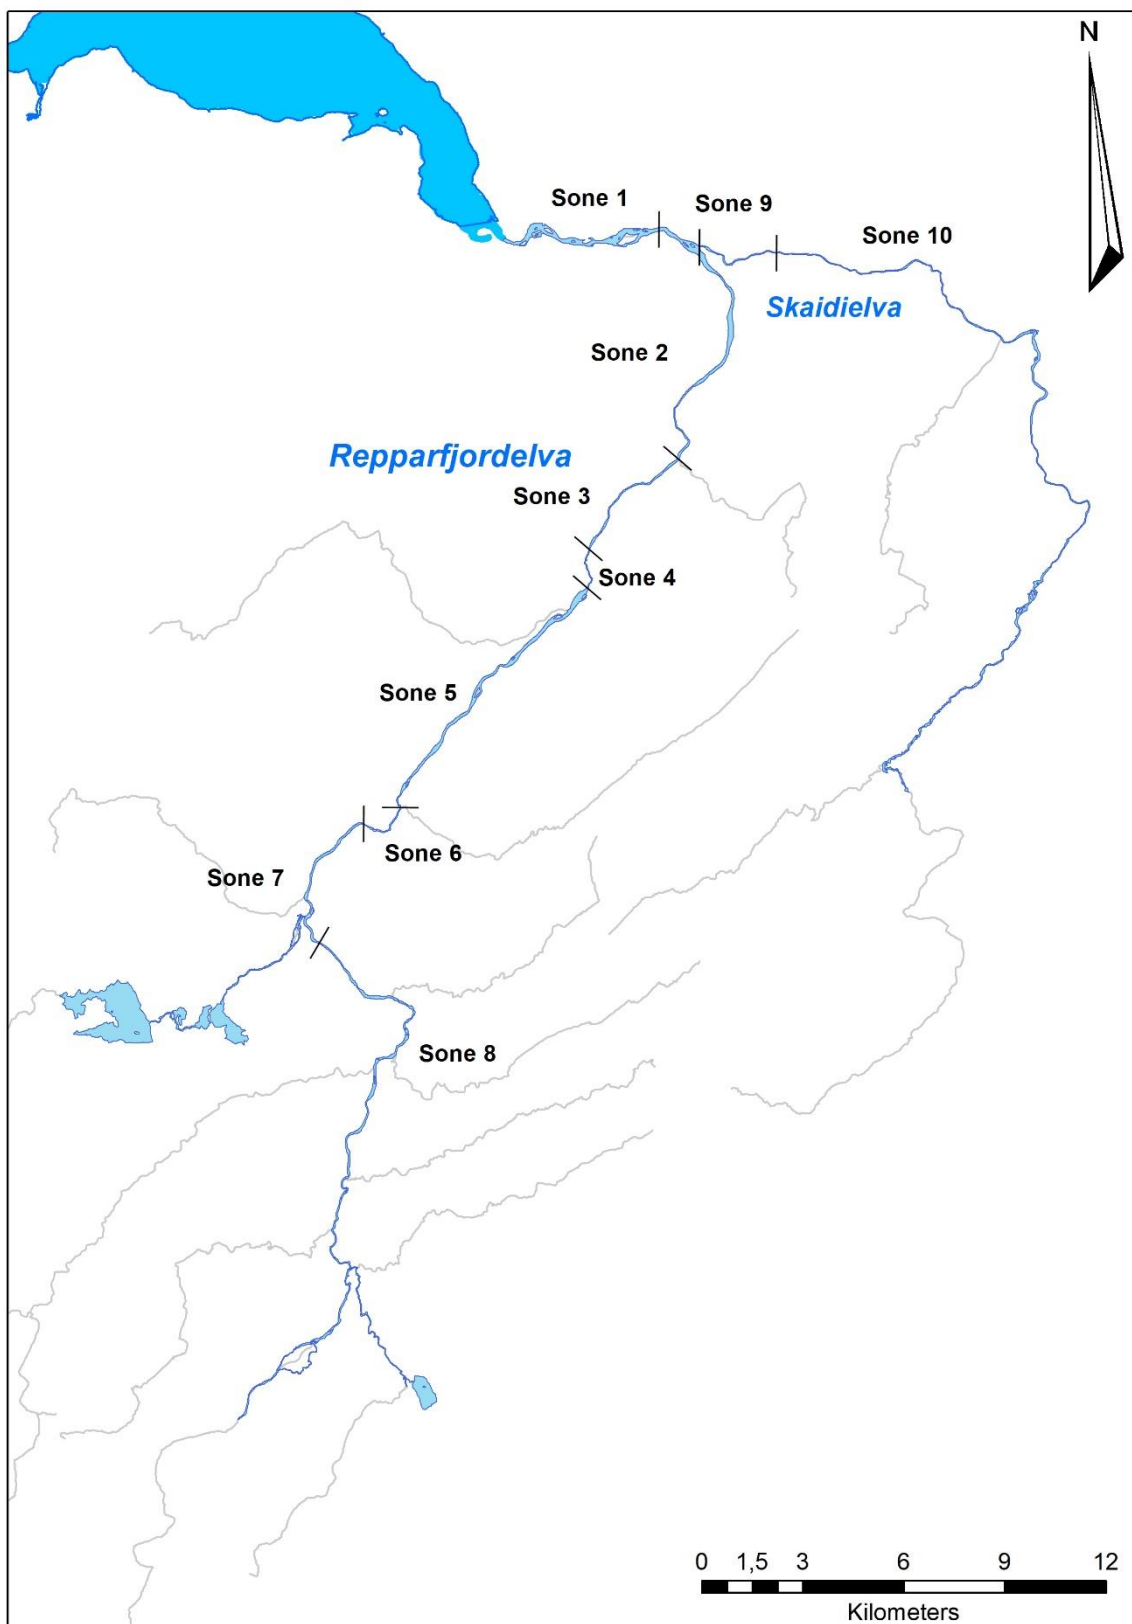 N
Sone 1
Sone 9
Sone 10
Skaidielva
Sone 2
Repparfjordelva
Sone 3
Sone 4
Sone 5
Sone 6
Sone 7
Sone 8
0 1,5 3 6 9 12
Kilometers